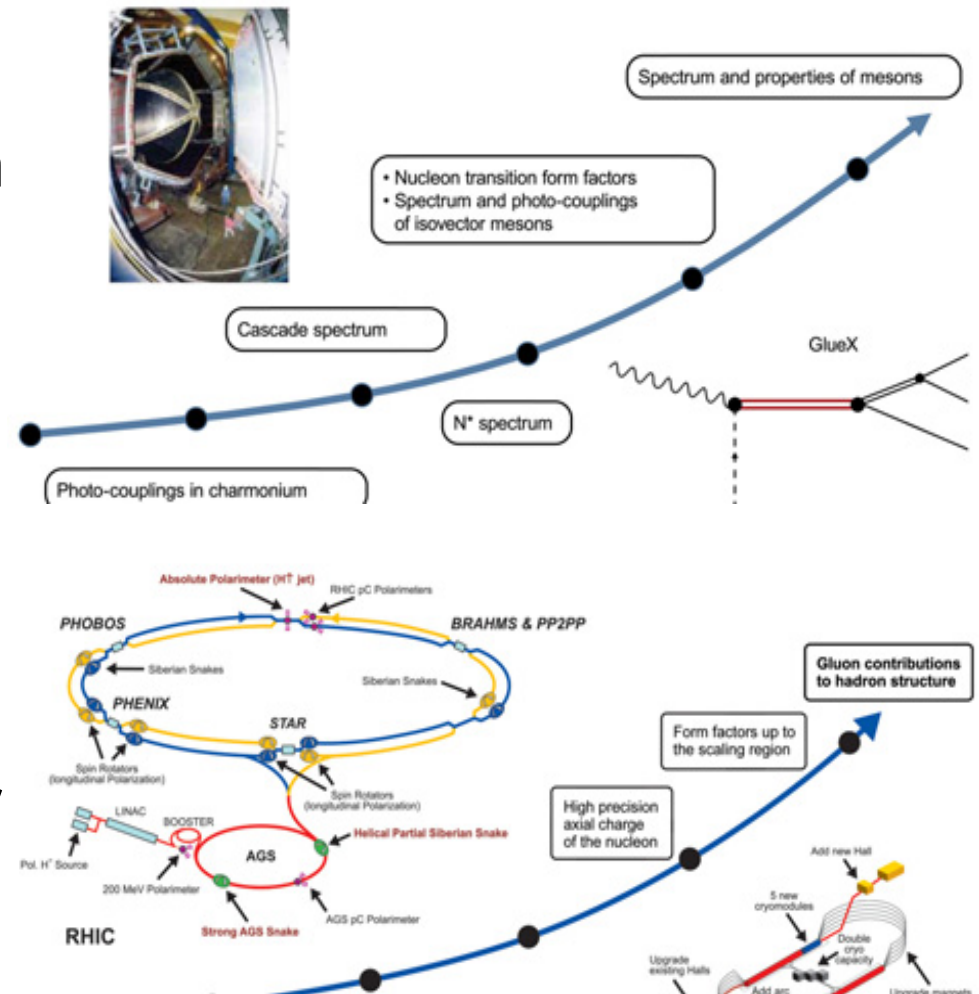 Spectrum and properties of mesons
• Nucleon transition form factors
• Spectrum and photo-couplings
of isovector mesons
Cascade spectrum
GlueX
N* spectrum
Photo-couplings in charmonium
Absolute Polarimeter (H↑ jet)
RHIC pC Polarimeters
PHOBOS
BRAHMS & PP2PP
Siberian Snakes
Siberian Snakes
PHENIX
STAR
Spin Rotators
(longitudinal Polarization)
Spin Rotators
(longitudinal Polarization)
LINAC
BOOSTER
Pol. H⁻ Source
AGS
Helical Partial Siberian Snake
200 MeV Polarimeter
AGS pC Polarimeter
Strong AGS Snake
RHIC
Gluon contributions
to hadron structure
Form factors up to
the scaling region
High precision
axial charge
of the nucleon
Add new Hall
5 new
cryomodules
Double
cryo
capacity
Upgrade
existing Halls
Add arc
Upgrade magnets